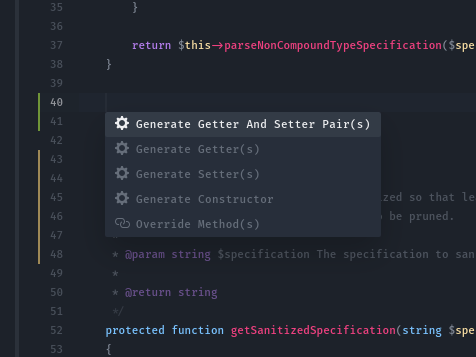 35 }
36
37 return $this->parseNonCompoundTypeSpecification($spe
38 }
39
40
41
42 Generate Getter And Setter Pair(s)
43 Generate Getter(s)
44 Generate Setter(s)
45 Generate Constructor ized so that le
46 Override Method(s) o be pruned.
47 *
48 * @param string $specification The specification to san
49 *
50 * @return string
51 */
52 protected function getSanitizedSpecification(string $spe
53 {